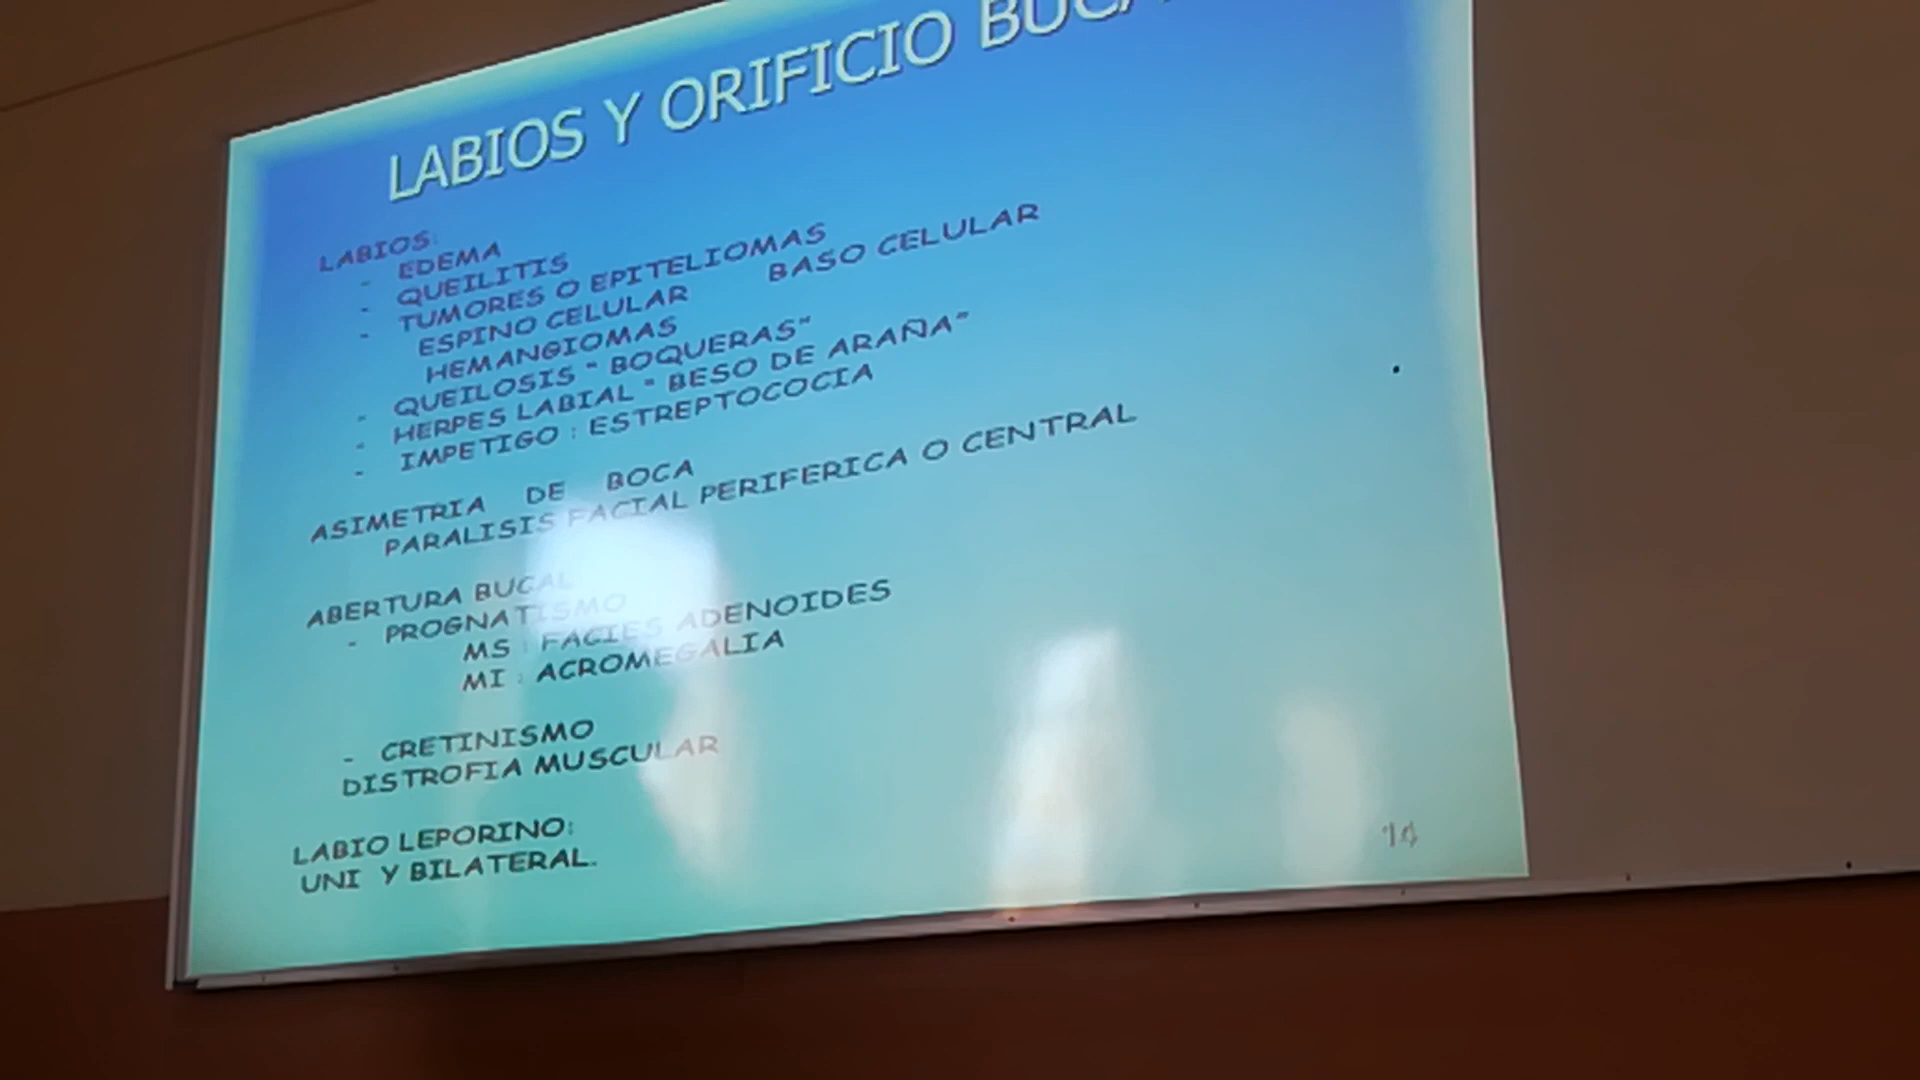 LABIOS Y ORIFICIO
LABIOS:
- EDEMA
- QUEILITIS
- TUMORES O EPITELIOMAS
ESPINO CELULAR BASO CELULAR
HEMANGIOMAS
- QUEILOSIS " BOQUERAS"
- HERPES LABIAL " BESO DE ARAÑA"
- IMPETIGO : ESTREPTOCOCIA
ASIMETRIA DE BOCA
PARALISIS FACIAL PERIFERICA O CENTRAL
ABERTURA BUCAL
- PROGNATISMO
MS : FACIES ADENOIDES
MI : ACROMEGALIA
- CRETINISMO
DISTROFIA MUSCULAR
LABIO LEPORINO:
UNI Y BILATERAL.
14